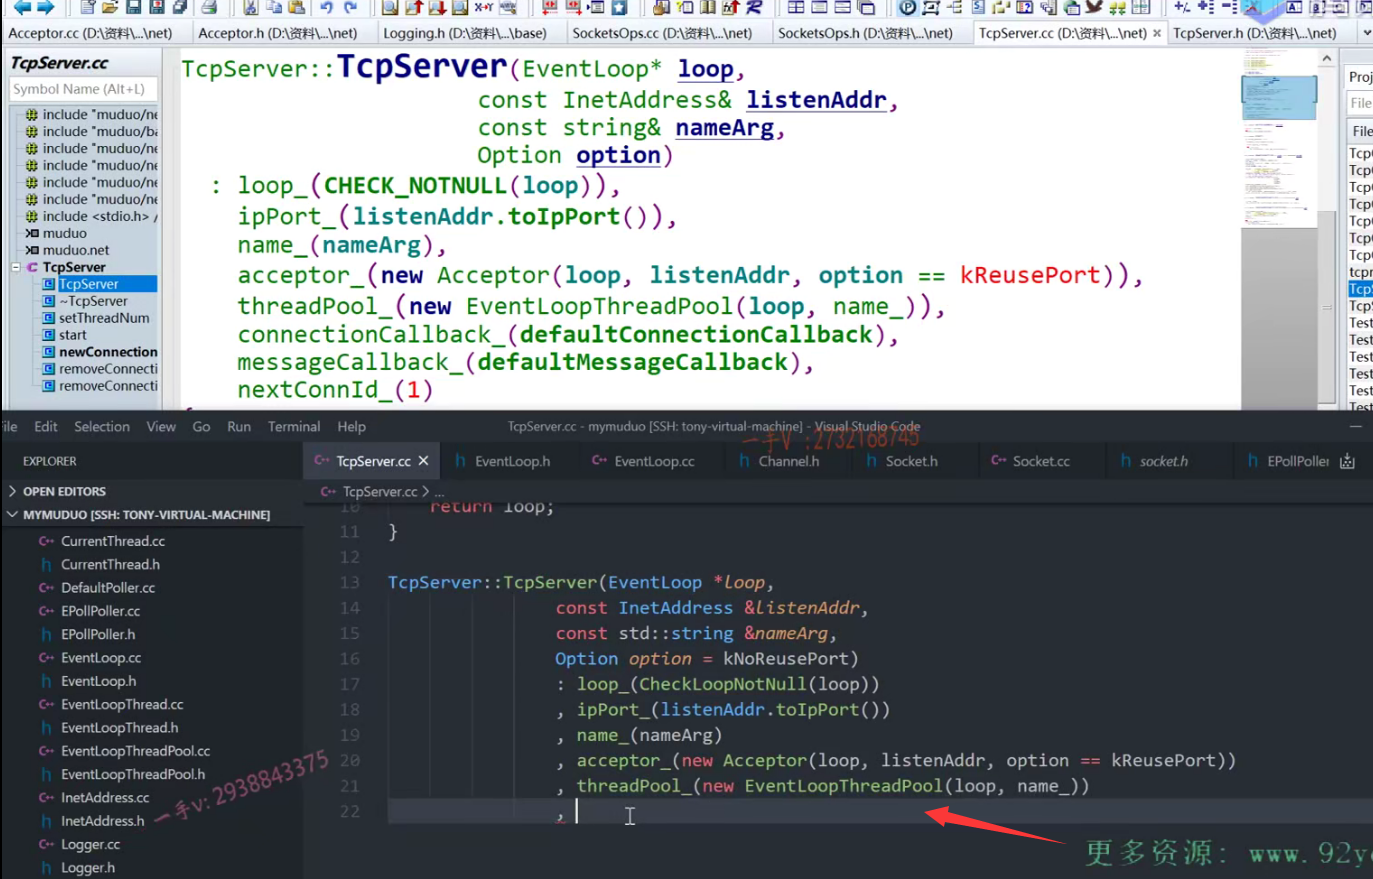 Acceptor.cc (D:\资料\...\net)
Acceptor.h (D:\资料\...\net)
Logging.h (D:\资料\...\base)
SocketsOps.cc (D:\资料\...\net)
SocketsOps.h (D:\资料\...\net)
TcpServer.cc (D:\资料\...\net)
TcpServer.h (D:\资料\...\net)
TcpServer.cc
Symbol Name (Alt+L)
include "muduo/ne
include "muduo/ba
include "muduo/ne
include "muduo/ne
include "muduo/ne
include "muduo/ne
include <stdio.h> /
muduo
muduo.net
TcpServer
TcpServer
~TcpServer
setThreadNum
start
newConnection
removeConnecti
removeConnecti
TcpServer::TcpServer(EventLoop* loop,
const InetAddress& listenAddr,
const string& nameArg,
Option option)
: loop_(CHECK_NOTNULL(loop)),
ipPort_(listenAddr.toIpPort()),
name_(nameArg),
acceptor_(new Acceptor(loop, listenAddr, option == kReusePort)),
threadPool_(new EventLoopThreadPool(loop, name_)),
connectionCallback_(defaultConnectionCallback),
messageCallback_(defaultMessageCallback),
nextConnId_(1)
Proj
File
File
Tcp
Tcp
Tcp
Tcp
Tcp
Tcp
Tcp
tcpr
TcpS
TcpS
Test
Test
Test
Test
Test
Test
ile Edit Selection View Go Run Terminal Help
TcpServer.cc - mymuduo [SSH: tony-virtual-machine] - Visual Studio Code
一手V :2732168745
EXPLORER
TcpServer.cc
EventLoop.h
EventLoop.cc
Channel.h
Socket.h
Socket.cc
socket.h
EPollPoller
OPEN EDITORS
MYMUDUO [SSH: TONY-VIRTUAL-MACHINE]
CurrentThread.cc
CurrentThread.h
DefaultPoller.cc
EPollPoller.cc
EPollPoller.h
EventLoop.cc
EventLoop.h
EventLoopThread.cc
EventLoopThread.h
EventLoopThreadPool.cc
EventLoopThreadPool.h
InetAddress.cc
InetAddress.h
Logger.cc
Logger.h
一手v: 2938843375
TcpServer.cc > ...
10 return loop;
11 }
12
13 TcpServer::TcpServer(EventLoop *loop,
14 const InetAddress &listenAddr,
15 const std::string &nameArg,
16 Option option = kNoReusePort)
17 : loop_(CheckLoopNotNull(loop))
18 , ipPort_(listenAddr.toIpPort())
19 , name_(nameArg)
20 , acceptor_(new Acceptor(loop, listenAddr, option == kReusePort))
21 , threadPool_(new EventLoopThreadPool(loop, name_))
22 ,
更多资源: www.92y